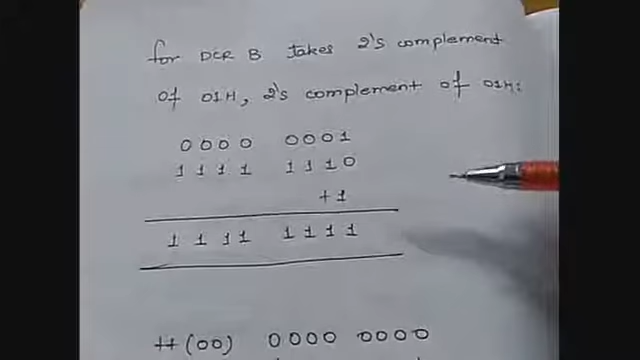 for DCR B takes 2's complement
of 01H, 2's complement of 01H:
0000 0001
1111 1110
+1
1111 1111
++(00) 0000 0000